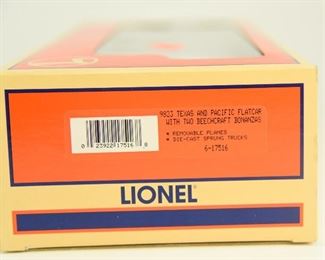 9823 TEXAS AND PACIFIC FLATCAR
WITH TWO BEECHCRAFT BONANZAS
* REMOVABLE PLANES
* DIE-CAST SPRUNG TRUCKS
6-17516
0 23922 17516 8
LIONEL